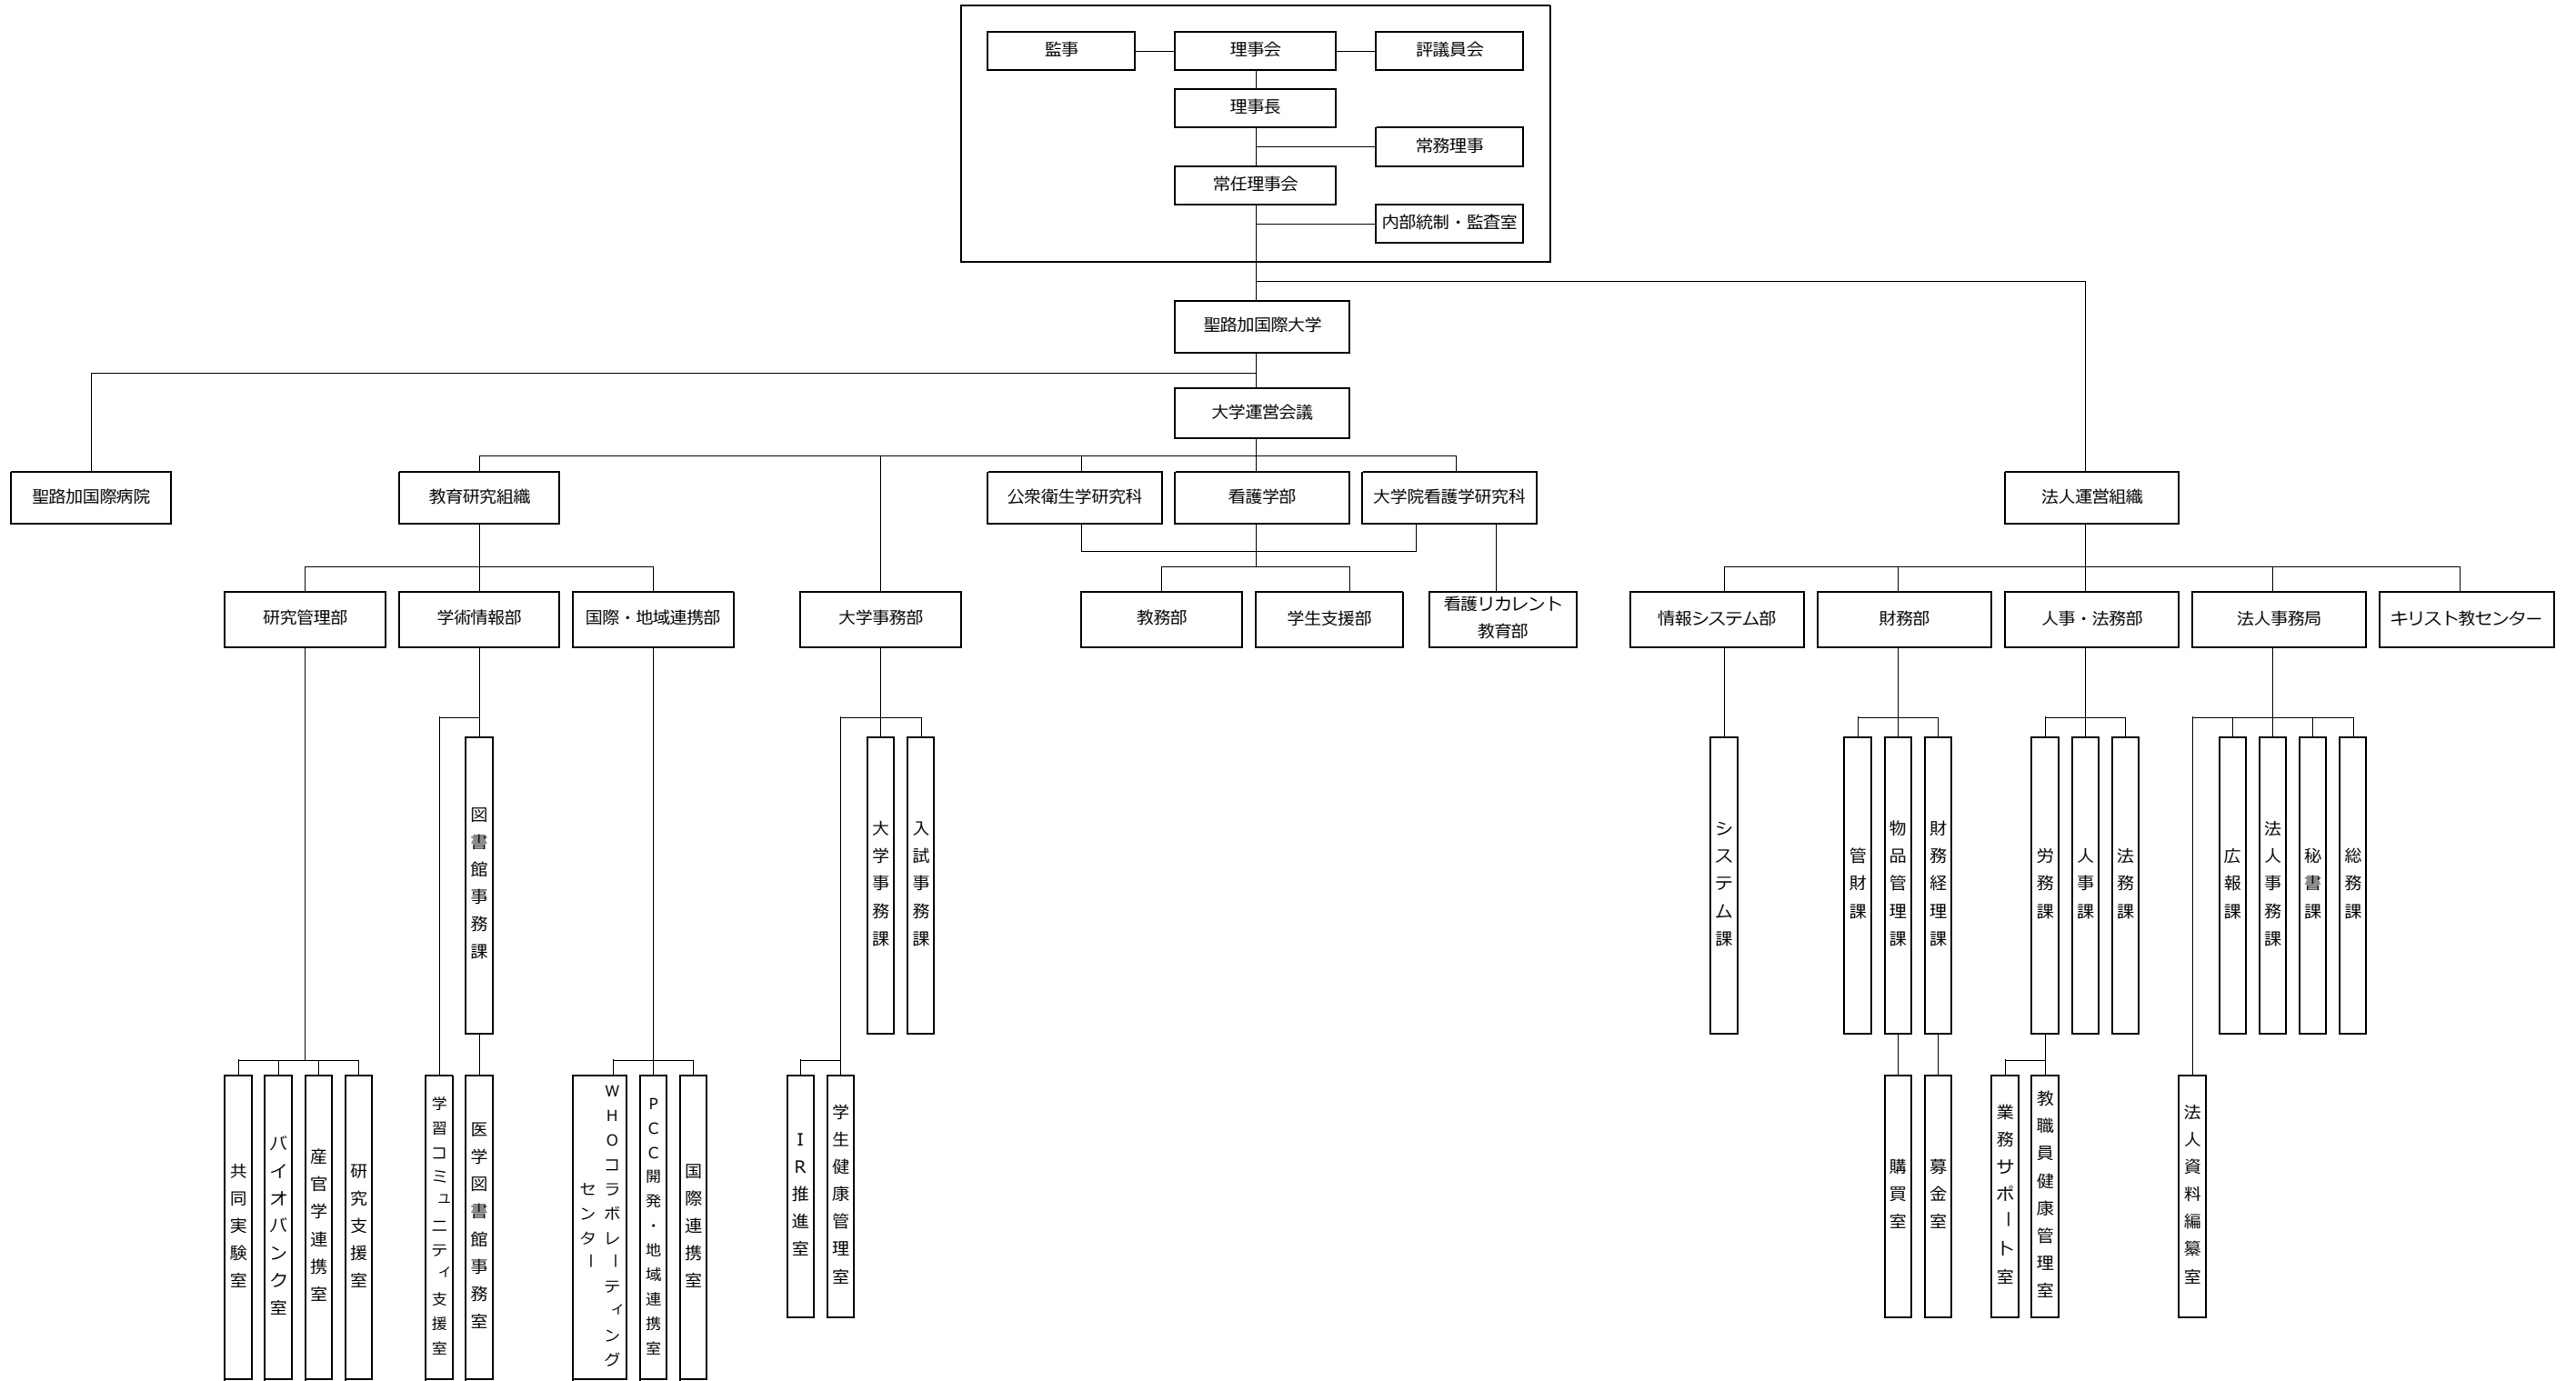 監事
理事会
評議員会
理事長
常務理事
常任理事会
内部統制・監査室
聖路加国際大学
大学運営会議
聖路加国際病院
教育研究組織
公衆衛生学研究科
看護学部
大学院看護学研究科
法人運営組織
研究管理部
学術情報部
国際・地域連携部
大学事務部
教務部
学生支援部
看護リカレント
教育部
情報システム部
財務部
人事・法務部
法人事務局
キリスト教センター
図書館事務課
大学事務課
入試事務課
システム課
管財課
物品管理課
財務経理課
労務課
人事課
法務課
広報課
法人事務課
秘書課
総務課
共同実験室
バイオバンク室
産官学連携室
研究支援室
学習コミュニティ支援室
医学図書館事務室
WHOコラボレーティング
センター
PCC開発・地域連携室
国際連携室
IR推進室
学生健康管理室
購買室
募金室
業務サポート室
教職員健康管理室
法人資料編纂室